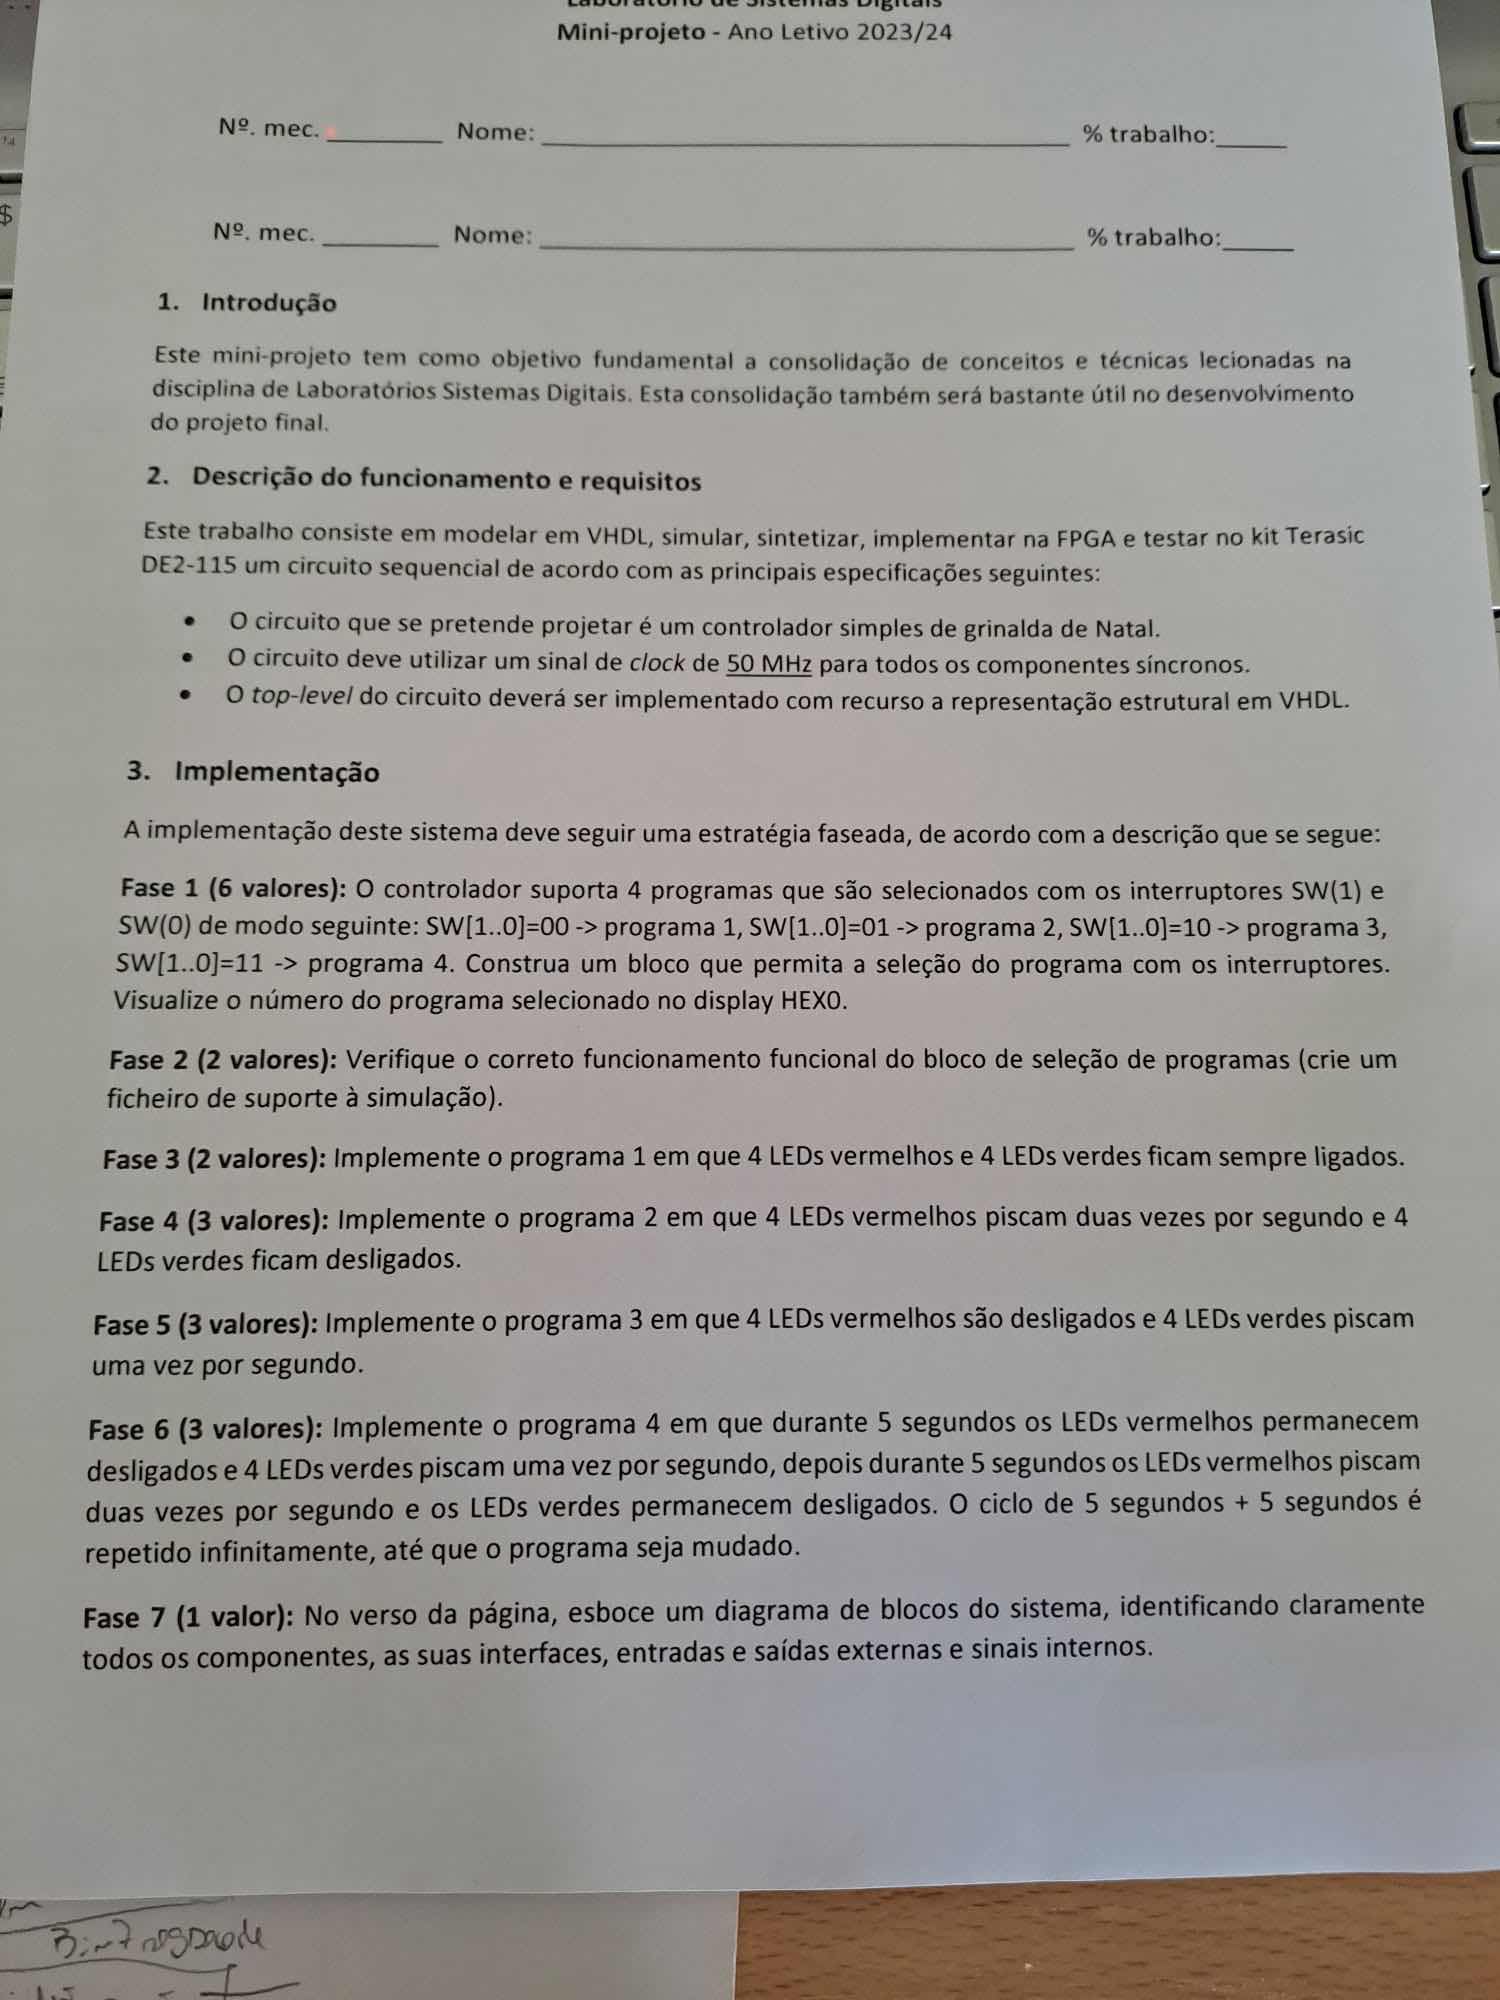 Laboratório de Sistemas Digitais
Mini-projeto - Ano Letivo 2023/24
Nº. mec. ________ Nome: ____________________________________ % trabalho:_____
Nº. mec. ________ Nome: ____________________________________ % trabalho:_____
1. Introdução
Este mini-projeto tem como objetivo fundamental a consolidação de conceitos e técnicas lecionadas na
disciplina de Laboratórios Sistemas Digitais. Esta consolidação também será bastante útil no desenvolvimento
do projeto final.
2. Descrição do funcionamento e requisitos
Este trabalho consiste em modelar em VHDL, simular, sintetizar, implementar na FPGA e testar no kit Terasic
DE2-115 um circuito sequencial de acordo com as principais especificações seguintes:
• O circuito que se pretende projetar é um controlador simples de grinalda de Natal.
• O circuito deve utilizar um sinal de clock de 50 MHz para todos os componentes síncronos.
• O top-level do circuito deverá ser implementado com recurso a representação estrutural em VHDL.
3. Implementação
A implementação deste sistema deve seguir uma estratégia faseada, de acordo com a descrição que se segue:
Fase 1 (6 valores): O controlador suporta 4 programas que são selecionados com os interruptores SW(1) e
SW(0) de modo seguinte: SW[1..0]=00 -> programa 1, SW[1..0]=01 -> programa 2, SW[1..0]=10 -> programa 3,
SW[1..0]=11 -> programa 4. Construa um bloco que permita a seleção do programa com os interruptores.
Visualize o número do programa selecionado no display HEX0.
Fase 2 (2 valores): Verifique o correto funcionamento funcional do bloco de seleção de programas (crie um
ficheiro de suporte à simulação).
Fase 3 (2 valores): Implemente o programa 1 em que 4 LEDs vermelhos e 4 LEDs verdes ficam sempre ligados.
Fase 4 (3 valores): Implemente o programa 2 em que 4 LEDs vermelhos piscam duas vezes por segundo e 4
LEDs verdes ficam desligados.
Fase 5 (3 valores): Implemente o programa 3 em que 4 LEDs vermelhos são desligados e 4 LEDs verdes piscam
uma vez por segundo.
Fase 6 (3 valores): Implemente o programa 4 em que durante 5 segundos os LEDs vermelhos permanecem
desligados e 4 LEDs verdes piscam uma vez por segundo, depois durante 5 segundos os LEDs vermelhos piscam
duas vezes por segundo e os LEDs verdes permanecem desligados. O ciclo de 5 segundos + 5 segundos é
repetido infinitamente, até que o programa seja mudado.
Fase 7 (1 valor): No verso da página, esboce um diagrama de blocos do sistema, identificando claramente
todos os componentes, as suas interfaces, entradas e saídas externas e sinais internos.